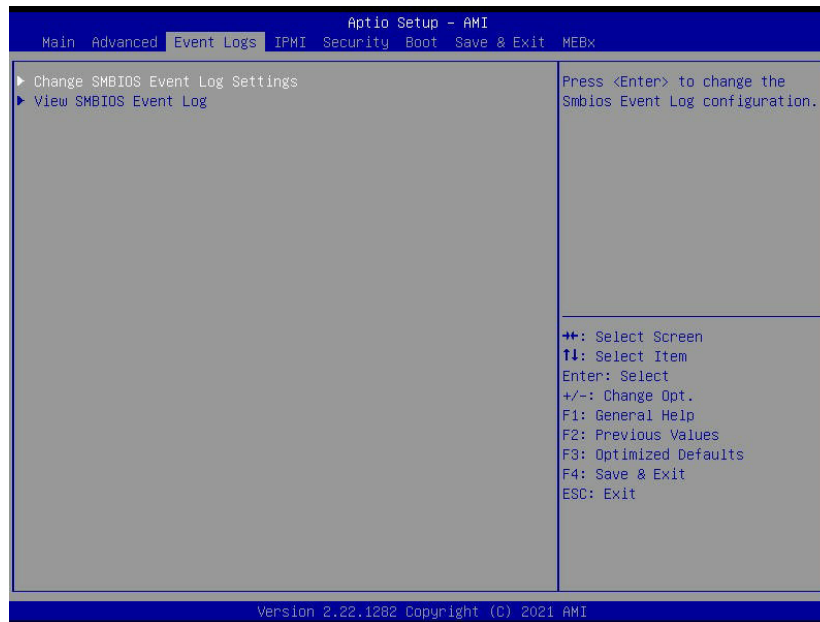 Aptio Setup – AMI
Main Advanced Event Logs IPMI Security Boot Save & Exit MEBx
▶ Change SMBIOS Event Log Settings
▶ View SMBIOS Event Log
Press <Enter> to change the
Smbios Event Log configuration.
→←: Select Screen
↑↓: Select Item
Enter: Select
+/-: Change Opt.
F1: General Help
F2: Previous Values
F3: Optimized Defaults
F4: Save & Exit
ESC: Exit
Version 2.22.1282 Copyright (C) 2021 AMI